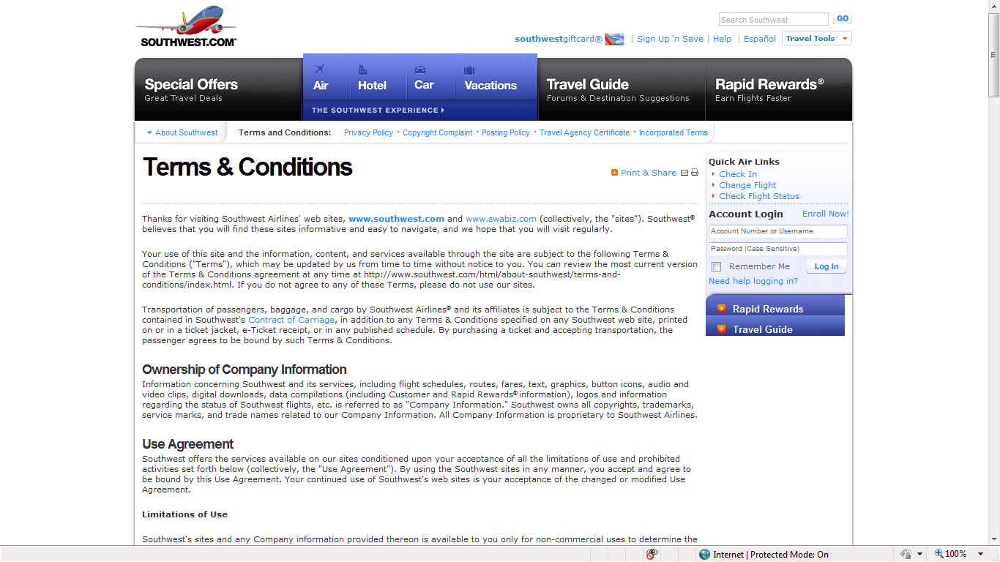 SOUTHWEST.COM®
Search Southwest
GO
southwestgiftcard® | Sign Up 'n Save | Help | Español
Travel Tools
Special Offers
Great Travel Deals
Air
Hotel
Car
Vacations
THE SOUTHWEST EXPERIENCE
Travel Guide
Forums & Destination Suggestions
Rapid Rewards®
Earn Flights Faster
About Southwest
Terms and Conditions: Privacy Policy • Copyright Complaint • Posting Policy • Travel Agency Certificate • Incorporated Terms
Terms & Conditions
Print & Share
Thanks for visiting Southwest Airlines' web sites, www.southwest.com and www.swabiz.com (collectively, the "sites"). Southwest®
believes that you will find these sites informative and easy to navigate, and we hope that you will visit regularly.
Your use of this site and the information, content, and services available through the site are subject to the following Terms &
Conditions ("Terms"), which may be updated by us from time to time without notice to you. You can review the most current version
of the Terms & Conditions agreement at any time at http://www.southwest.com/html/about-southwest/terms-and-
conditions/index.html. If you do not agree to any of these Terms, please do not use our sites.
Transportation of passengers, baggage, and cargo by Southwest Airlines® and its affiliates is subject to the Terms & Conditions
contained in Southwest's Contract of Carriage, in addition to any Terms & Conditions specified on any Southwest web site, printed
on or in a ticket jacket, e-Ticket receipt, or in any published schedule. By purchasing a ticket and accepting transportation, the
passenger agrees to be bound by such Terms & Conditions.
Ownership of Company Information
Information concerning Southwest and its services, including flight schedules, routes, fares, text, graphics, button icons, audio and
video clips, digital downloads, data compilations (including Customer and Rapid Rewards® information), logos and information
regarding the status of Southwest flights, etc. is referred to as "Company Information." Southwest owns all copyrights, trademarks,
service marks, and trade names related to our Company Information. All Company Information is proprietary to Southwest Airlines.
Use Agreement
Southwest offers the services available on our sites conditioned upon your acceptance of all the limitations of use and prohibited
activities set forth below (collectively, the "Use Agreement"). By using the Southwest sites in any manner, you accept and agree to
be bound by this Use Agreement. Your continued use of Southwest's web sites is your acceptance of the changed or modified Use
Agreement.
Limitations of Use
Southwest's sites and any Company information provided thereon is available to you only for non-commercial uses to determine the
Quick Air Links
Check In
Change Flight
Check Flight Status
Account Login
Enroll Now!
Account Number or Username
Password (Case Sensitive)
Remember Me
Log In
Need help logging in?
Rapid Rewards
Travel Guide
Internet | Protected Mode: On
100%